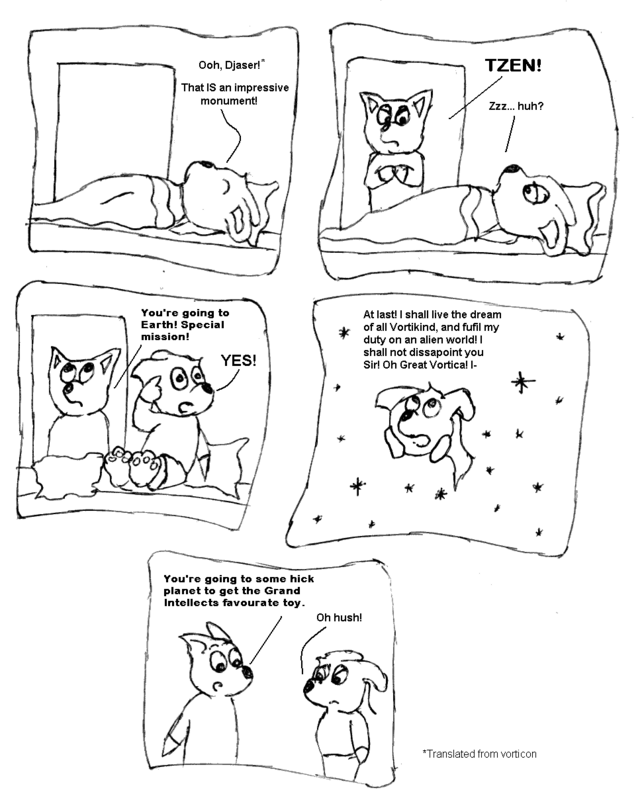 Ooh, Djaser!*
That IS an impressive
monument!
TZEN!
Zzz... huh?
You're going to
Earth! Special
mission!
YES!
At last! I shall live the dream
of all Vortikind, and fufil my
duty on an alien world! I
shall not dissapoint you
Sir! Oh Great Vortica! I-
You're going to some hick
planet to get the Grand
Intellects favourate toy.
Oh hush!
*Translated from vorticon